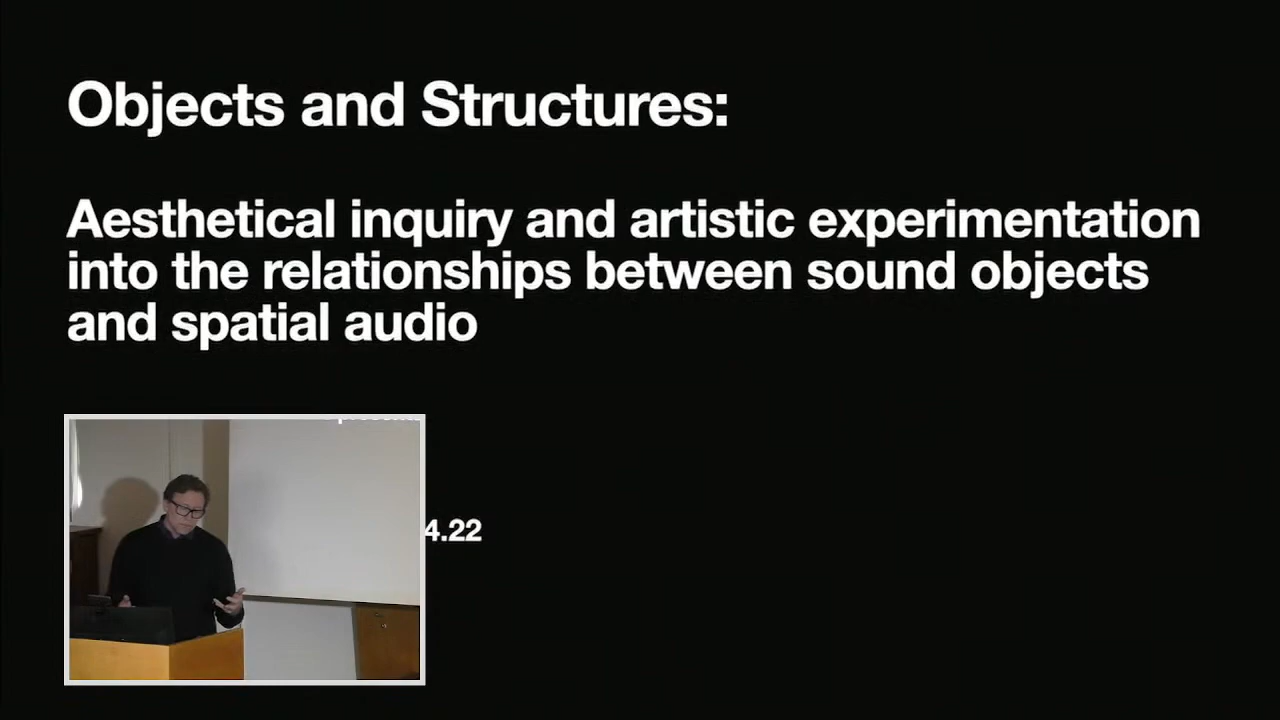 Objects and Structures:
Aesthetical inquiry and artistic experimentation
into the relationships between sound objects
and spatial audio
4.22